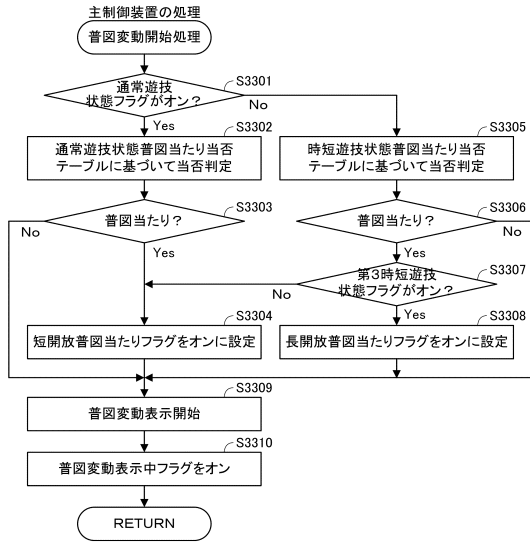 主制御装置の処理
普図変動開始処理
S3301
通常遊技
状態フラグがオン？
No
Yes
S3302
通常遊技状態普図当たり当否
テーブルに基づいて当否判定
S3305
時短遊技状態普図当たり当否
テーブルに基づいて当否判定
S3303
普図当たり？
No
Yes
S3306
普図当たり？
No
Yes
S3307
第3時短遊技
状態フラグがオン？
No
Yes
S3304
短開放普図当たりフラグをオンに設定
S3308
長開放普図当たりフラグをオンに設定
S3309
普図変動表示開始
S3310
普図変動表示中フラグをオン
RETURN